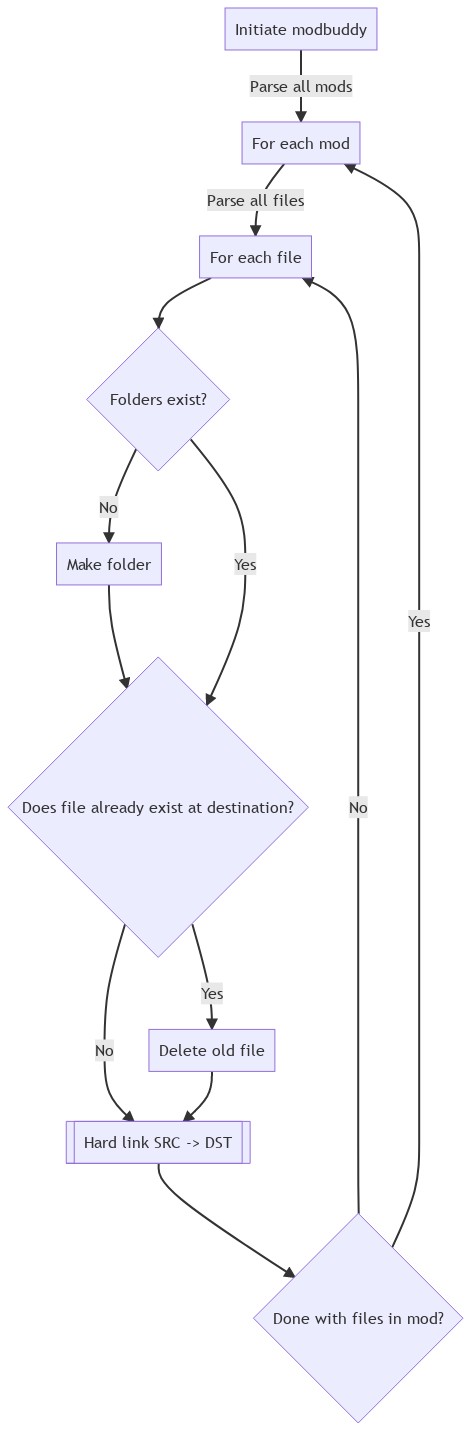 Initiate modbuddy
Parse all mods
For each mod
Parse all files
For each file
Folders exist?
No
Make folder
Yes
Yes
Does file already exist at destination?
No
Yes
No
Delete old file
Hard link SRC -> DST
Done with files in mod?